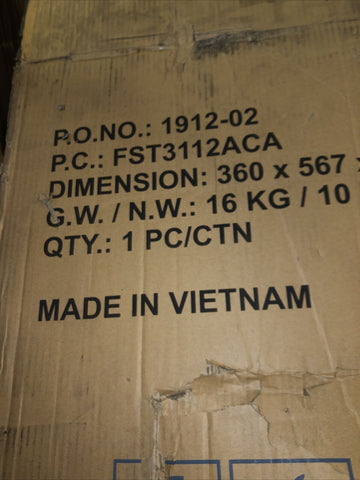 P.O.NO.: 1912-02
P.C.: FST3112ACA
DIMENSION: 360 x 567
G.W. / N.W.: 16 KG / 10
QTY.: 1 PC/CTN
MADE IN VIETNAM